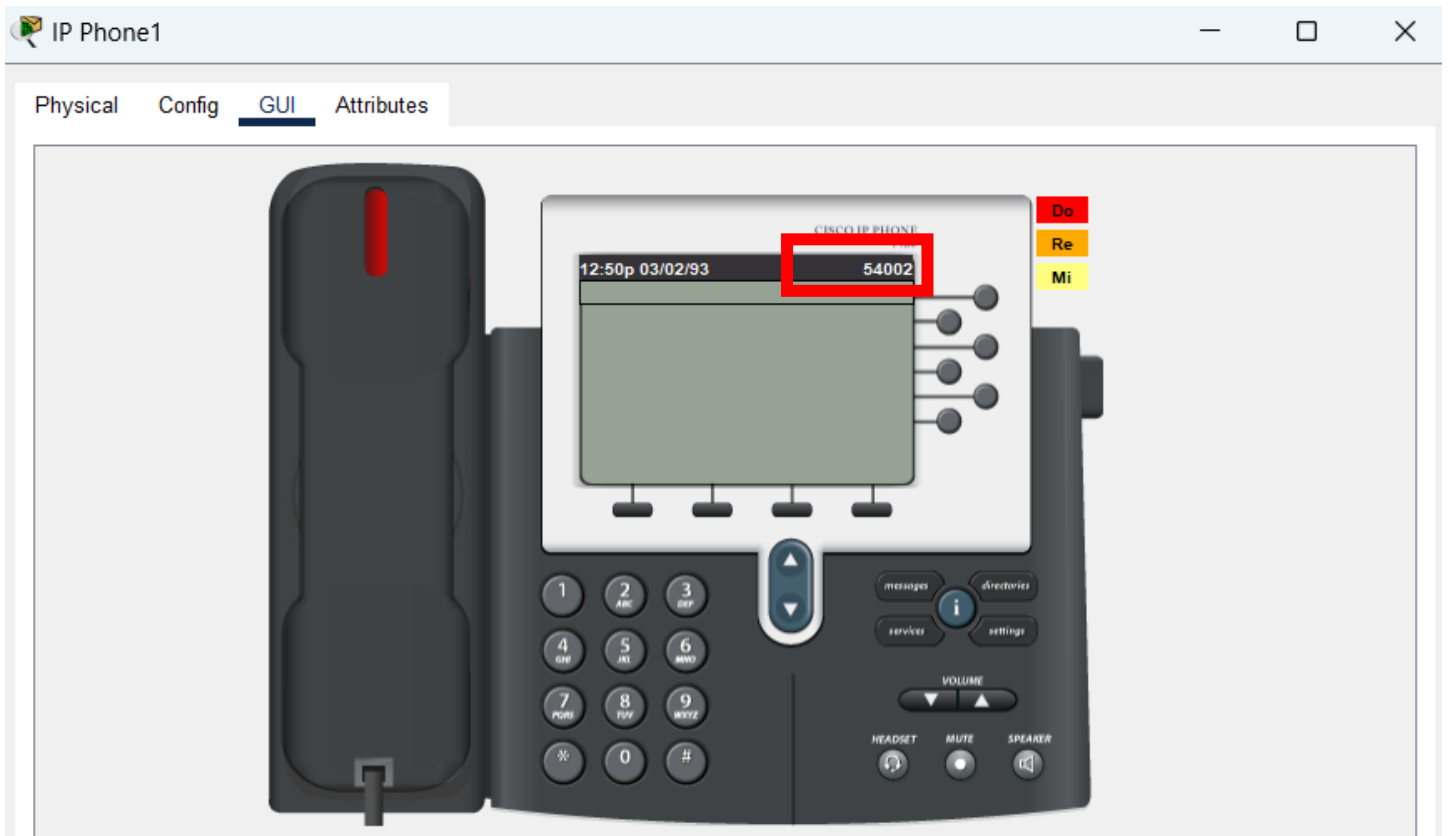 IP Phone1
Physical Config GUI Attributes
CISCO IP PHONE
12:50p 03/02/93 54002
Do
Re
Mi
1 2 ABC 3 DEF
4 GHI 5 JKL 6 MNO
7 PQRS 8 TUV 9 WXYZ
* 0 #
messages directories
i
services settings
VOLUME
HEADSET MUTE SPEAKER